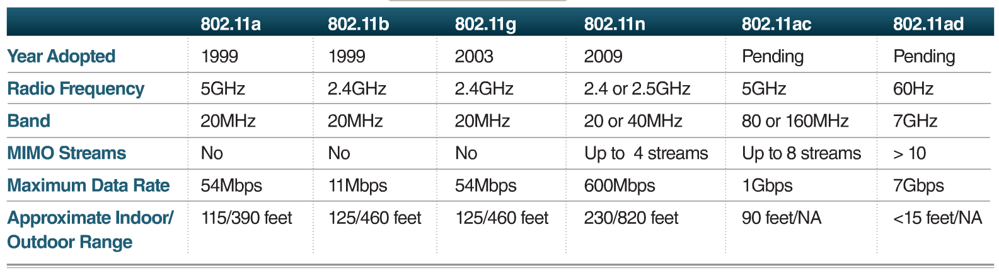 802.11a 802.11b 802.11g 802.11n 802.11ac 802.11ad
Year Adopted 1999 1999 2003 2009 Pending Pending
Radio Frequency 5GHz 2.4GHz 2.4GHz 2.4 or 2.5GHz 5GHz 60Hz
Band 20MHz 20MHz 20MHz 20 or 40MHz 80 or 160MHz 7GHz
MIMO Streams No No No Up to 4 streams Up to 8 streams > 10
Maximum Data Rate 54Mbps 11Mbps 54Mbps 600Mbps 1Gbps 7Gbps
Approximate Indoor/ 115/390 feet 125/460 feet 125/460 feet 230/820 feet 90 feet/NA <15 feet/NA
Outdoor Range